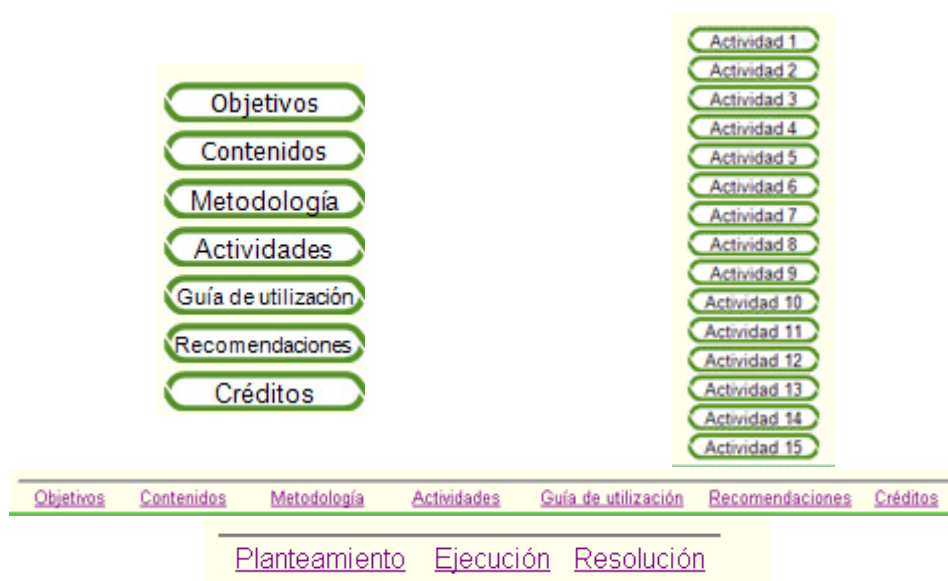 Objetivos
Contenidos
Metodología
Actividades
Guía de utilización
Recomendaciones
Créditos
Actividad 1
Actividad 2
Actividad 3
Actividad 4
Actividad 5
Actividad 6
Actividad 7
Actividad 8
Actividad 9
Actividad 10
Actividad 11
Actividad 12
Actividad 13
Actividad 14
Actividad 15
Objetivos Contenidos Metodología Actividades Guía de utilización Recomendaciones Créditos
Planteamiento Ejecución Resolución